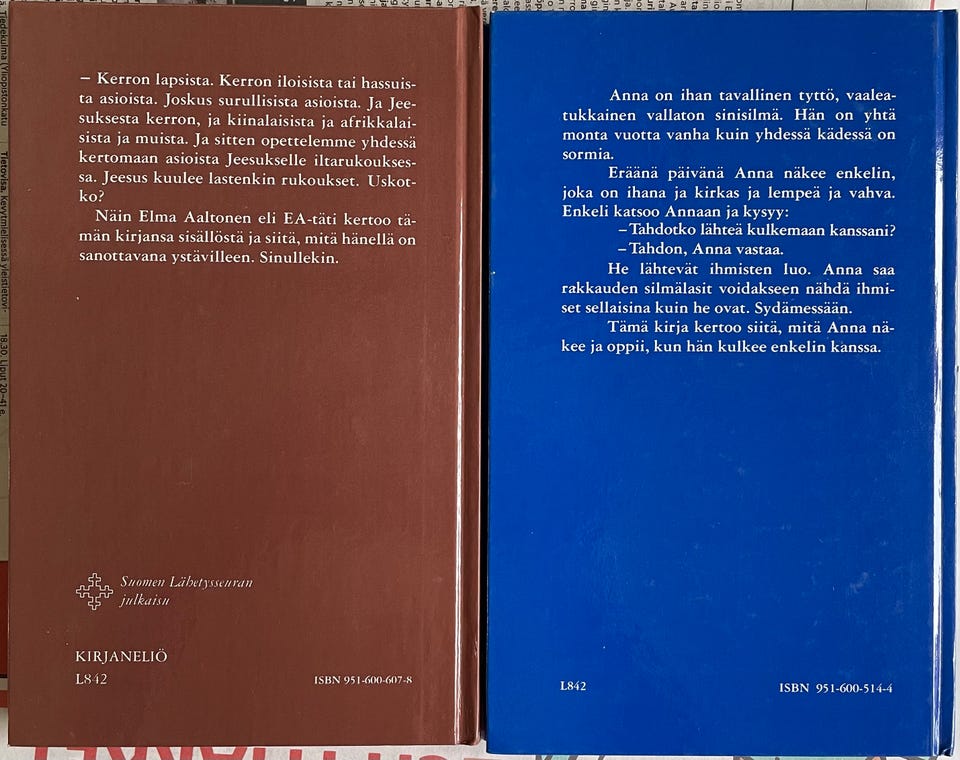 – Kerron lapsista. Kerron iloisista tai hassuis-
ta asioista. Joskus surullisista asioista. Ja Jee-
suksesta kerron, ja kiinalaisista ja afrikkalai-
sista ja muista. Ja sitten opettelemme yhdessä
kertomaan asioista Jeesukselle iltarukoukses-
sa. Jeesus kuulee lastenkin rukoukset. Uskot-
ko?
Näin Elma Aaltonen eli EA-täti kertoo tä-
män kirjansa sisällöstä ja siitä, mitä hänellä on
sanottavana ystävilleen. Sinullekin.
Suomen Lähetysseuran
julkaisu
KIRJANELIÖ
L842
ISBN 951-600-607-8
Anna on ihan tavallinen tyttö, vaalea-
tukkainen vallaton sinisilmä. Hän on yhtä
monta vuotta vanha kuin yhdessä kädessä on
sormia.
Eräänä päivänä Anna näkee enkelin,
joka on ihana ja kirkas ja lempeä ja vahva.
Enkeli katsoo Annaan ja kysyy:
– Tahdotko lähteä kulkemaan kanssani?
– Tahdon, Anna vastaa.
He lähtevät ihmisten luo. Anna saa
rakkauden silmälasit voidakseen nähdä ihmi-
set sellaisina kuin he ovat. Sydämessään.
Tämä kirja kertoo siitä, mitä Anna nä-
kee ja oppii, kun hän kulkee enkelin kanssa.
L842
ISBN 951-600-514-4